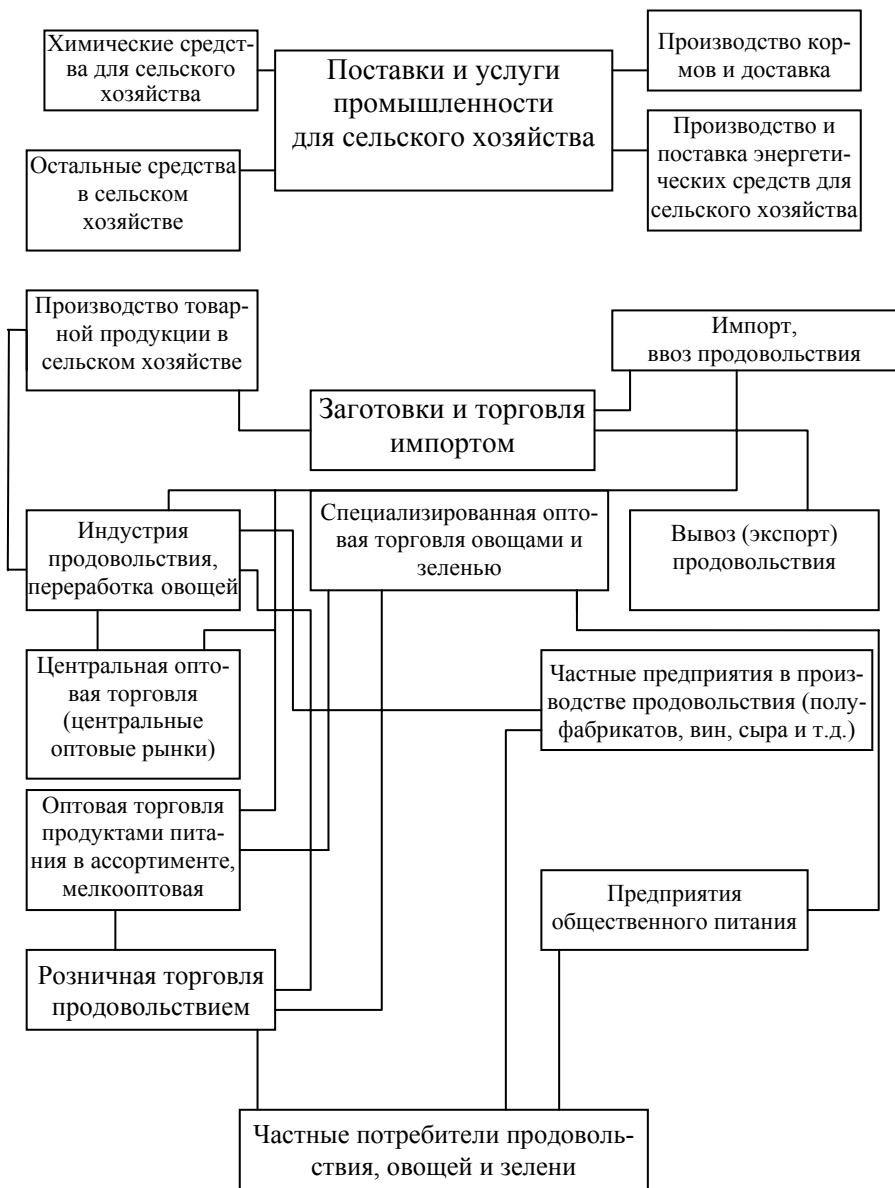 Химические средст-
ва для сельского
хозяйства
Поставки и услуги
промышленности
для сельского хозяйства
Производство кор-
мов и доставка
Производство и
поставка энергети-
ческих средств для
сельского хозяйства
Остальные средства
в сельском
хозяйстве
Производство товар-
ной продукции в
сельском хозяйстве
Импорт,
ввоз продовольствия
Заготовки и торговля
импортом
Индустрия
продовольствия,
переработка овощей
Специализированная опто-
вая торговля овощами и
зеленью
Вывоз (экспорт)
продовольствия
Центральная опто-
вая торговля
(центральные
оптовые рынки)
Частные предприятия в произ-
водстве продовольствия (полу-
фабрикатов, вин, сыра и т.д.)
Оптовая торговля
продуктами пита-
ния в ассортименте,
мелкооптовая
Предприятия
общественного питания
Розничная торговля
продовольствием
Частные потребители продоволь-
ствия, овощей и зелени